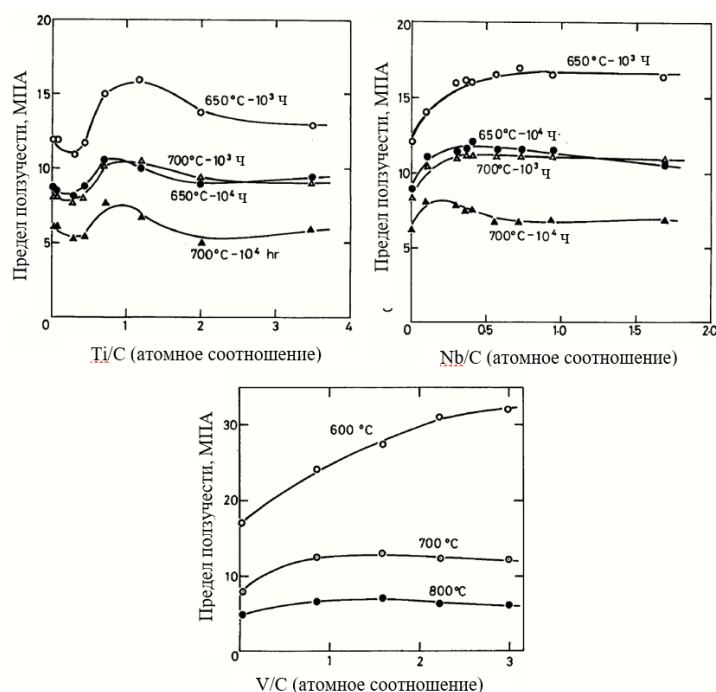 Предел ползучести, МПА
20
15
10
5
0
650°C-10³ Ч
700°C-10³ Ч
650°C-10⁴ Ч
700°C-10⁴ hr
0
1
2
3
4
Ti/C (атомное соотношение)
Предел ползучести, МПА
20
15
10
5
0
650°C-10³ Ч
650°C-10⁴ Ч
700°C-10³ Ч
700°C-10⁴ Ч
0
0.5
1.0
1.5
2.0
Nb/C (атомное соотношение)
Предел ползучести, МПА
30
20
10
0
600 °C
700 °C
800°C
0
1
2
3
V/C (атомное соотношение)